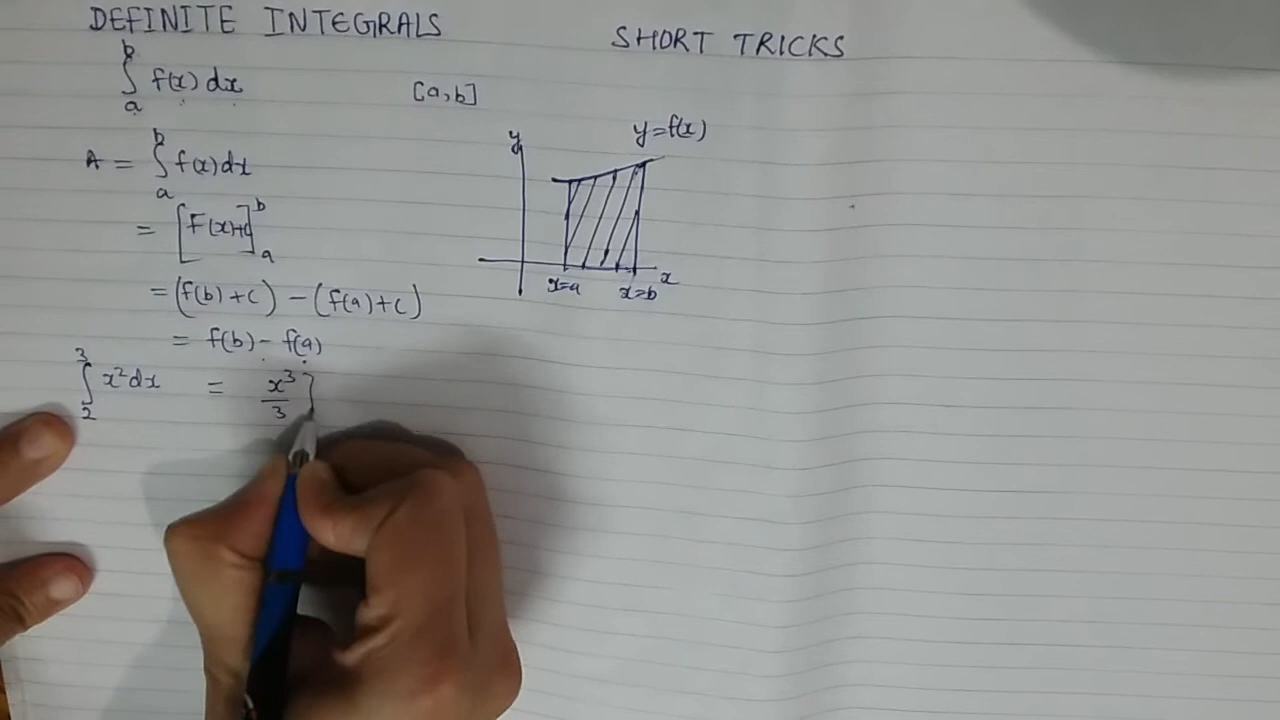 DEFINITE INTEGRALS
SHORT TRICKS
∫ₐᵇ f(x) dx
[a,b]
y
y=f(x)
A = ∫ₐᵇ f(x) dx
= [F(x)+c]ₐᵇ
x=a
x=b
x
= (f(b)+c) − (f(a)+c)
= f(b) − f(a)
∫₂³ x² dx = x³/3 ]